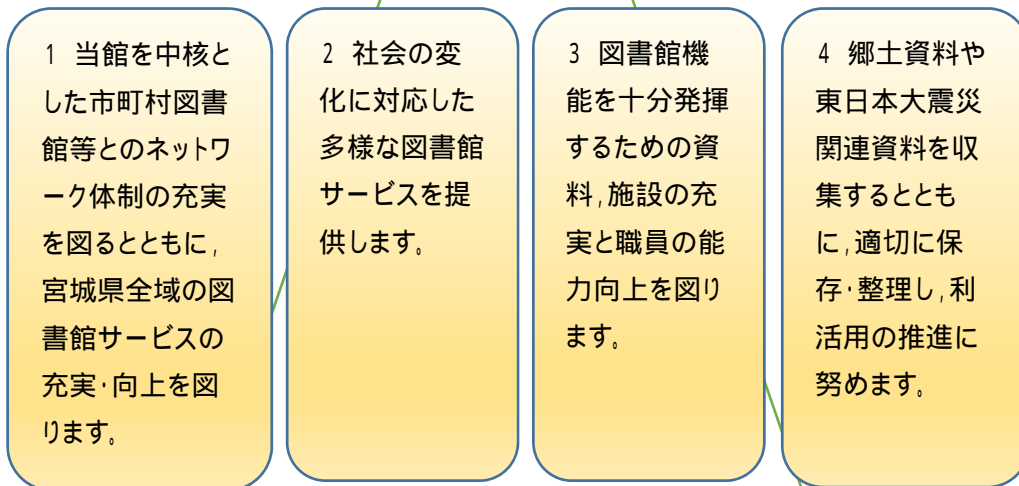 1 当館を中核と
した市町村図書
館等とのネットワ
ーク体制の充実
を図るとともに,
宮城県全域の図
書館サービスの
充実・向上を図
ります。
2 社会の変
化に対応した
多様な図書館
サービスを提
供します。
3 図書館機
能を十分発揮
するための資
料,施設の充
実と職員の能
力向上を図り
ます。
4 郷土資料や
東日本大震災
関連資料を収
集するととも
に,適切に保
存・整理し,利
活用の推進に
努めます。